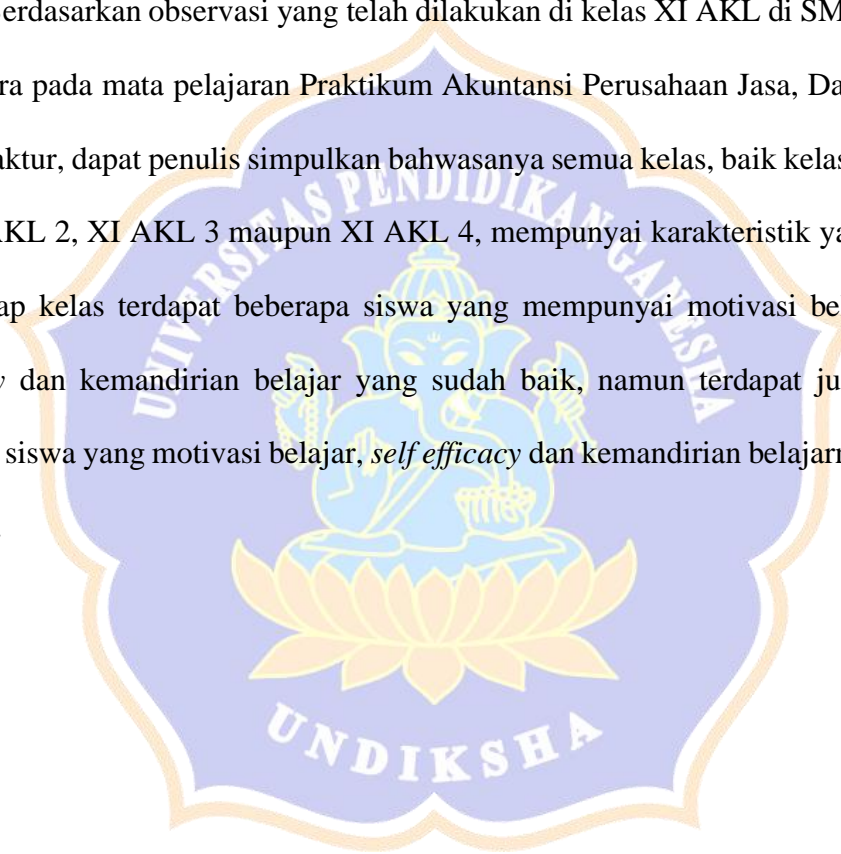 erdasarkan observasi yang telah dilakukan di kelas XI AKL di SM
ra pada mata pelajaran Praktikum Akuntansi Perusahaan Jasa, Da
aktur, dapat penulis simpulkan bahwasanya semua kelas, baik kelas
AKL 2, XI AKL 3 maupun XI AKL 4, mempunyai karakteristik ya
ap kelas terdapat beberapa siswa yang mempunyai motivasi be
y dan kemandirian belajar yang sudah baik, namun terdapat ju
siswa yang motivasi belajar, self efficacy dan kemandirian belajarn
UNIVERSITAS PENDIDIKAN GANESHA
UNDIKSHA